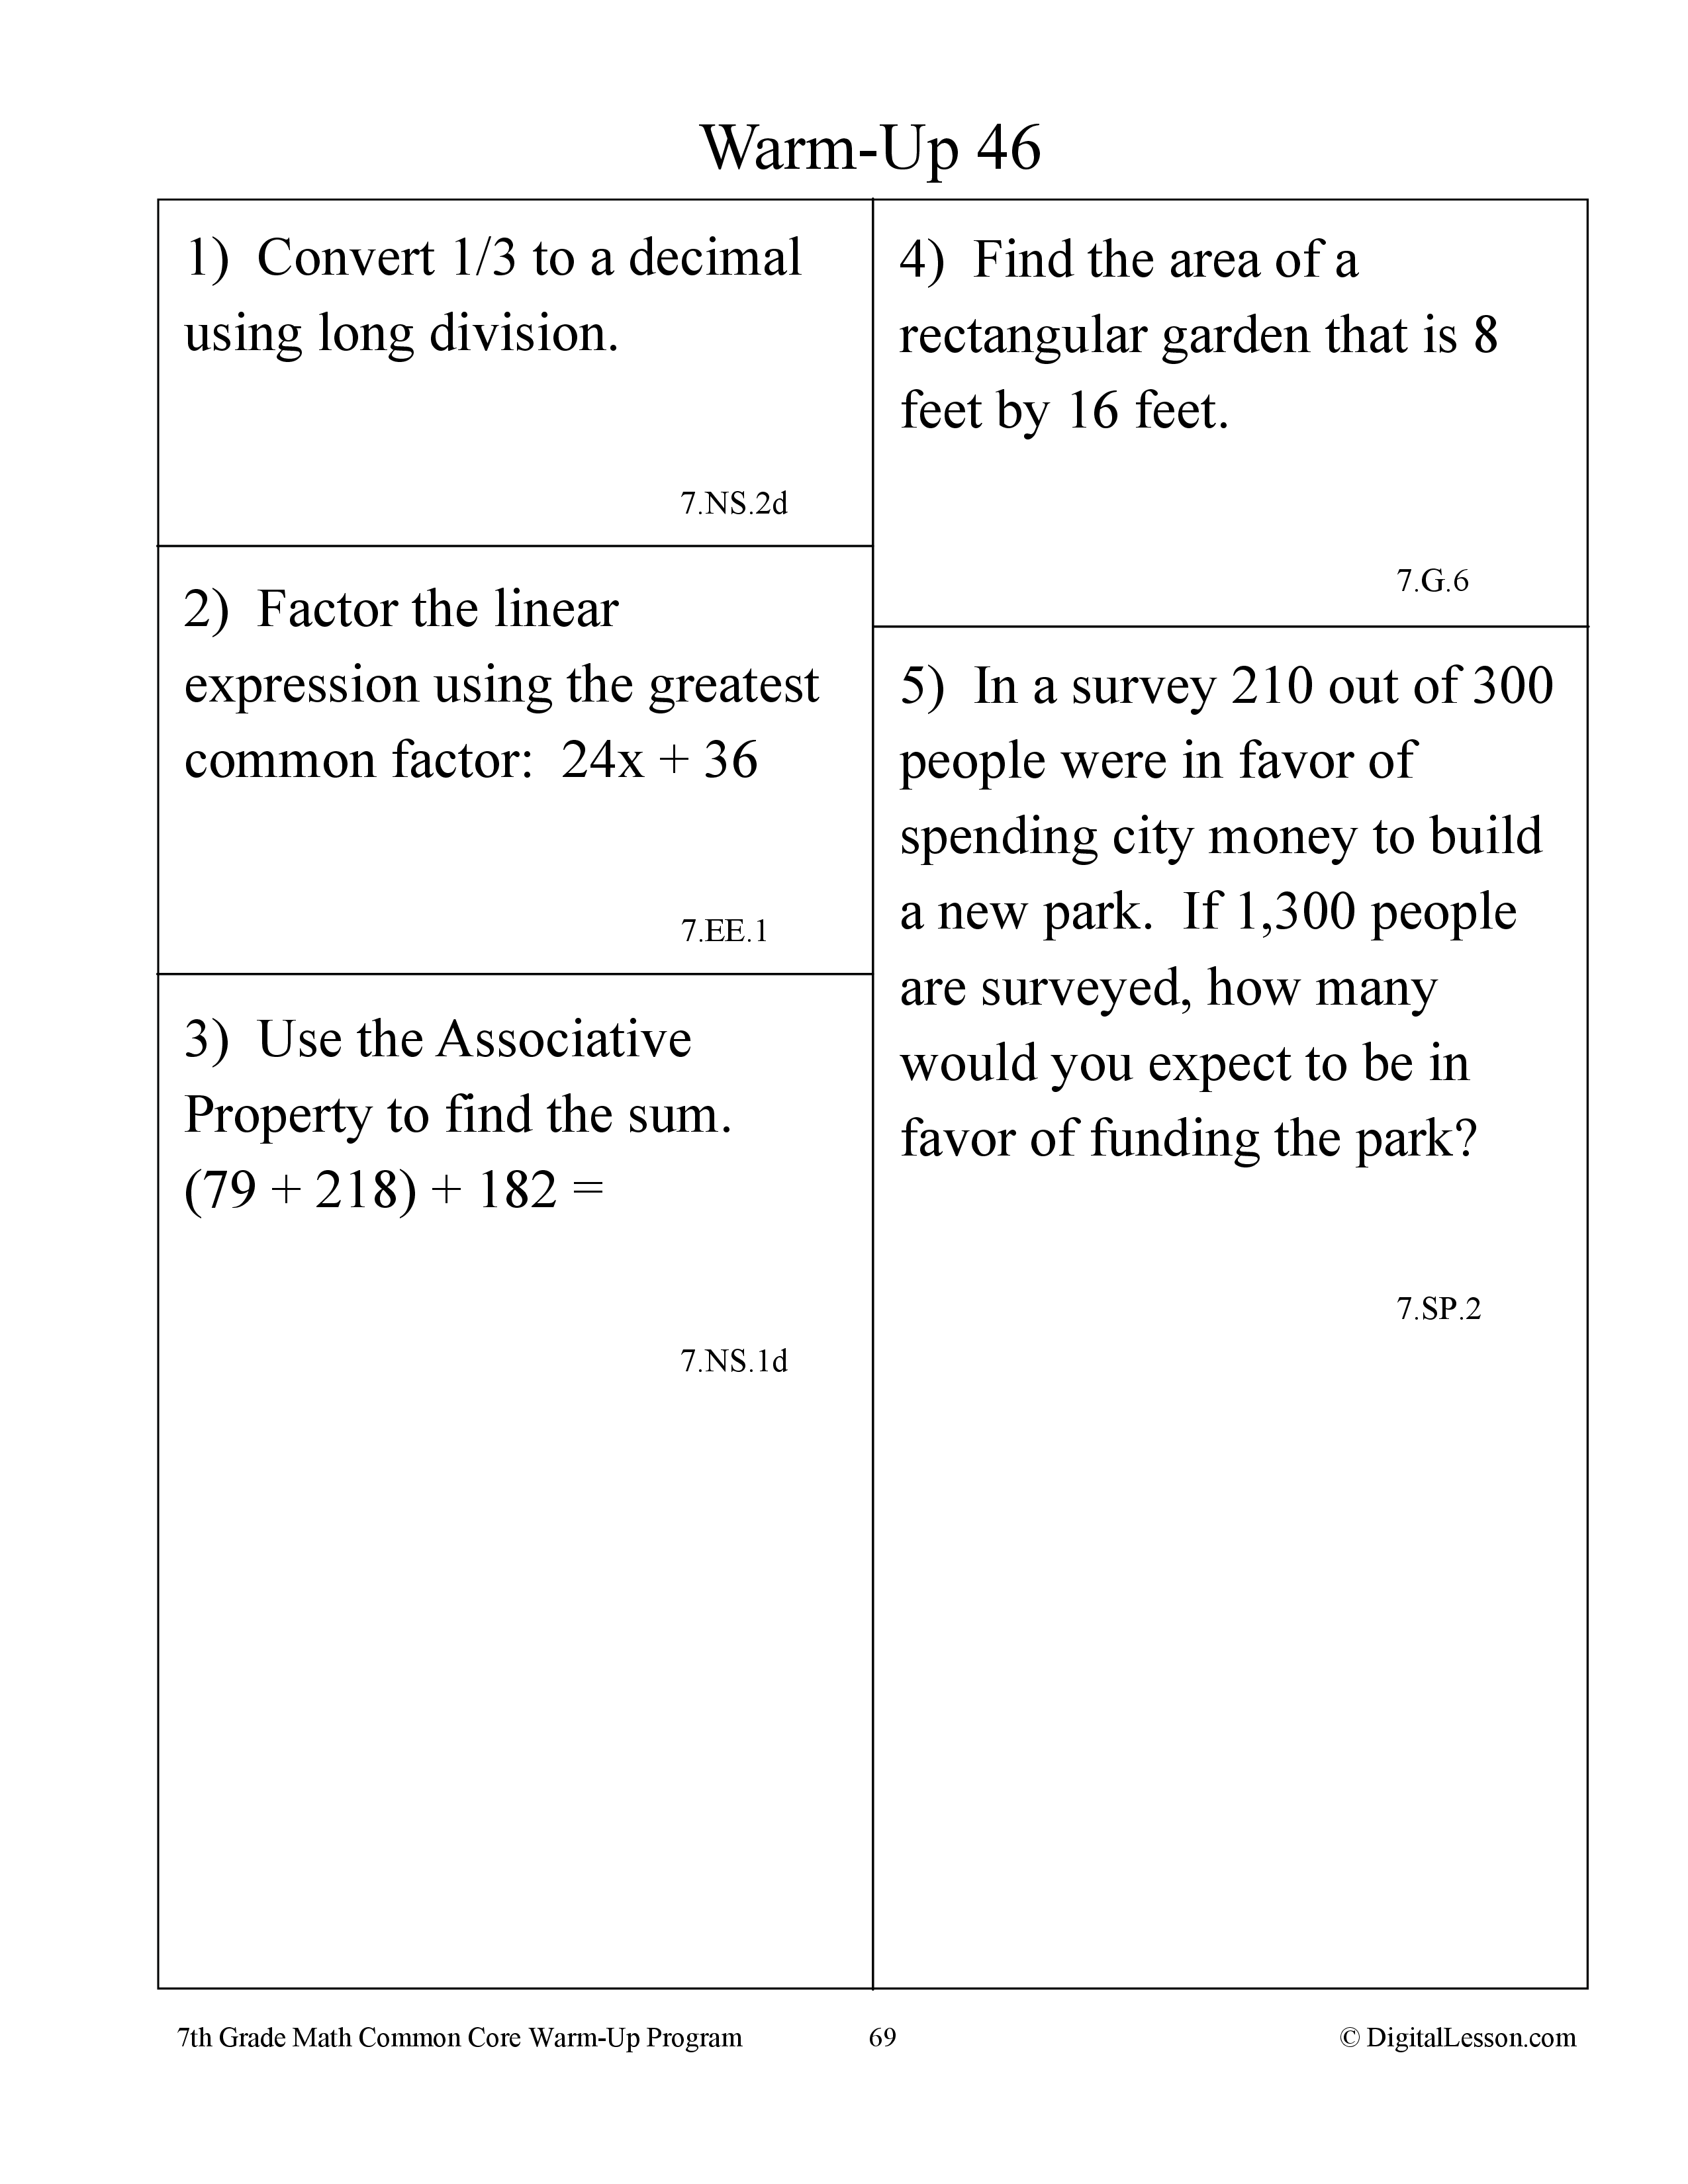 Warm-Up 46
1)  Convert 1/3 to a decimal
using long division.
7.NS.2d
2)  Factor the linear
expression using the greatest
common factor:  24x + 36
7.EE.1
3)  Use the Associative
Property to find the sum.
(79 + 218) + 182 =
7.NS.1d
4)  Find the area of a
rectangular garden that is 8
feet by 16 feet.
7.G.6
5)  In a survey 210 out of 300
people were in favor of
spending city money to build
a new park.  If 1,300 people
are surveyed, how many
would you expect to be in
favor of funding the park?
7.SP.2
7th Grade Math Common Core Warm-Up Program 69 © DigitalLesson.com